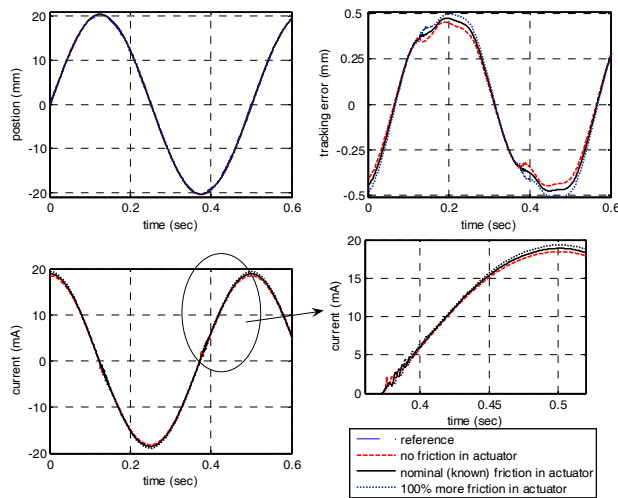 20
10
0
-10
-20
postion (mm)
0
0.2
0.4
0.6
time (sec)
0.5
0.25
0
-0.25
-0.5
tracking error (mm)
0
0.2
0.4
0.6
time (sec)
20
10
0
-10
-20
current (mA)
0
0.2
0.4
0.6
time (sec)
20
15
10
5
0
current (mA)
0.4
0.45
0.5
time (sec)
reference
no friction in actuator
nominal (known) friction in actuator
100% more friction in actuator